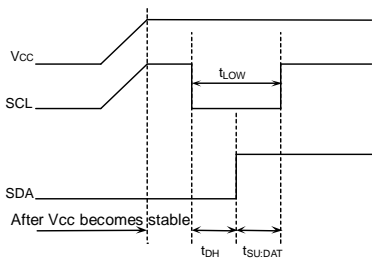 VCC
tLOW
SCL
SDA
After Vcc becomes stable
tDH
tSU:DAT